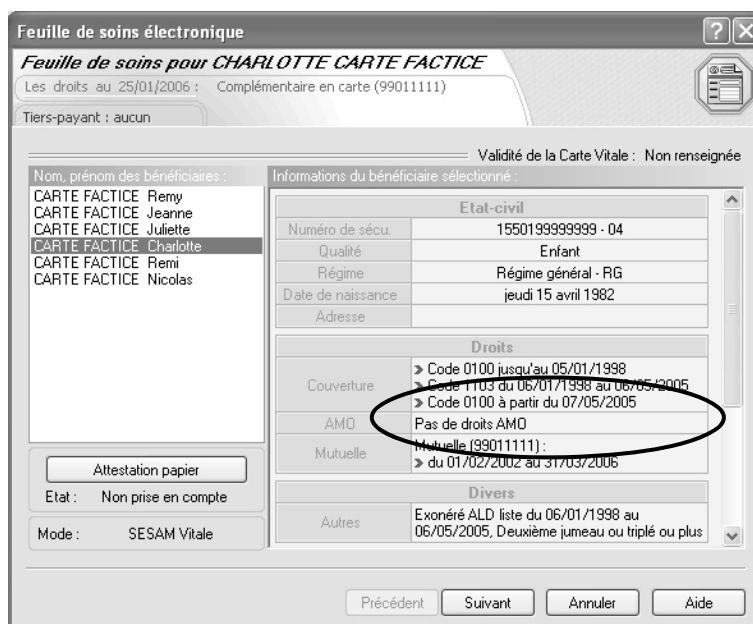 Feuille de soins électronique
Feuille de soins pour CHARLOTTE CARTE FACTICE
Les droits au 25/01/2006 : Complémentaire en carte (99011111)
Tiers-payant : aucun
Validité de la Carte Vitale : Non renseignée
Nom, prénom des bénéficiaires :
CARTE FACTICE Remy
CARTE FACTICE Jeanne
CARTE FACTICE Juliette
CARTE FACTICE Charlotte
CARTE FACTICE Remi
CARTE FACTICE Nicolas
Attestation papier
Etat : Non prise en compte
Mode : SESAM Vitale
Informations du bénéficiaire sélectionné :
Etat-civil
Numéro de sécu. 1550199999999 - 04
Qualité Enfant
Régime Régime général - RG
Date de naissance jeudi 15 avril 1982
Adresse
Droits
Couverture
> Code 0100 jusqu'au 05/01/1998
> Code 1103 du 06/01/1998 au 06/05/2005
> Code 0100 à partir du 07/05/2005
AMO Pas de droits AMO
Mutuelle
Mutuelle (99011111) :
> du 01/02/2002 au 31/03/2006
Divers
Autres
Exonéré ALD liste du 06/01/1998 au
06/05/2005, Deuxième jumeau ou triplé ou plus
Précédent Suivant Annuler Aide